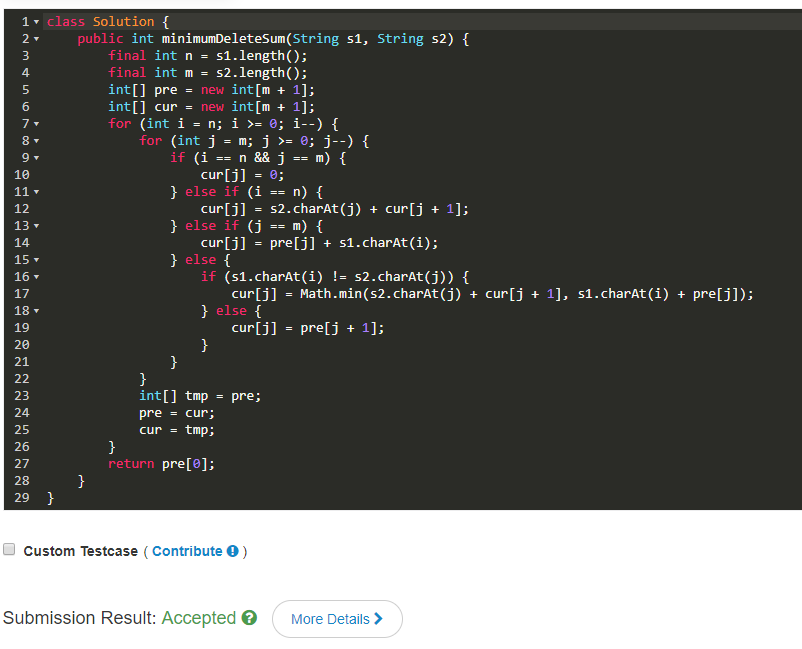 1 class Solution {
2     public int minimumDeleteSum(String s1, String s2) {
3         final int n = s1.length();
4         final int m = s2.length();
5         int[] pre = new int[m + 1];
6         int[] cur = new int[m + 1];
7         for (int i = n; i >= 0; i--) {
8             for (int j = m; j >= 0; j--) {
9                 if (i == n && j == m) {
10                     cur[j] = 0;
11                 } else if (i == n) {
12                     cur[j] = s2.charAt(j) + cur[j + 1];
13                 } else if (j == m) {
14                     cur[j] = pre[j] + s1.charAt(i);
15                 } else {
16                     if (s1.charAt(i) != s2.charAt(j)) {
17                         cur[j] = Math.min(s2.charAt(j) + cur[j + 1], s1.charAt(i) + pre[j]);
18                     } else {
19                         cur[j] = pre[j + 1];
20                     }
21                 }
22             }
23             int[] tmp = pre;
24             pre = cur;
25             cur = tmp;
26         }
27         return pre[0];
28     }
29 }
Custom Testcase ( Contribute ! )
Submission Result: Accepted ? More Details >